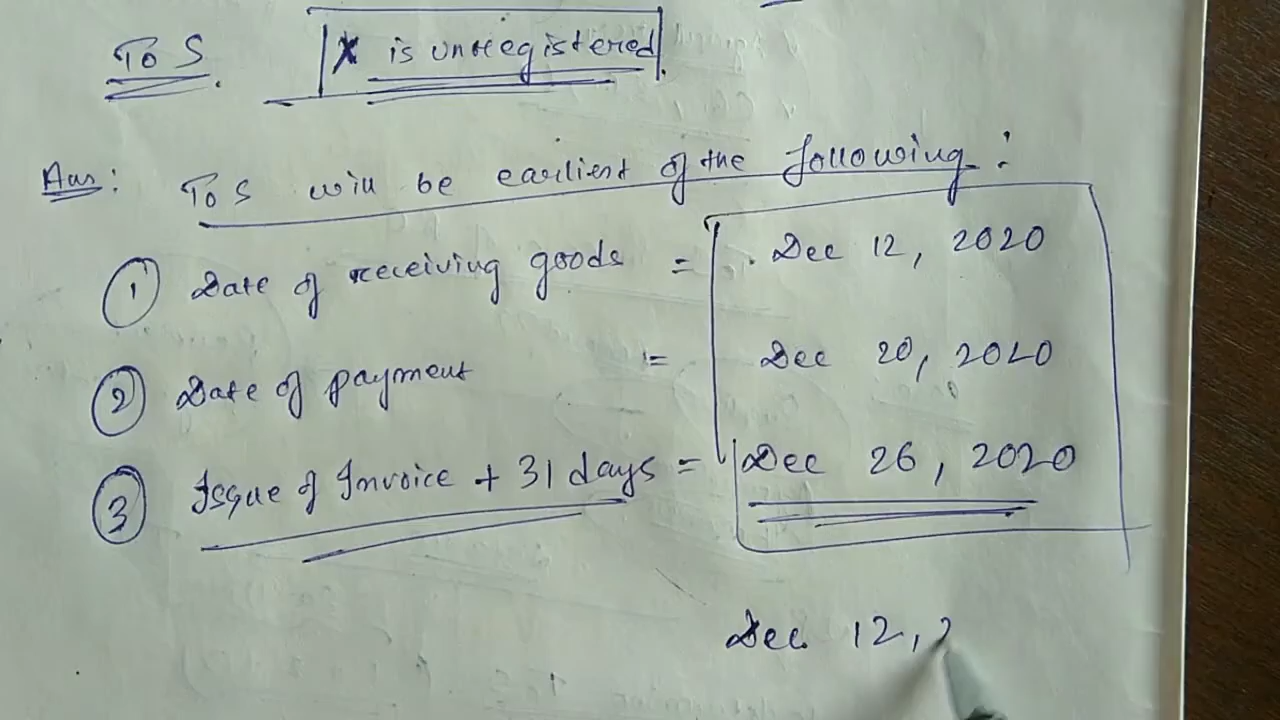 ToS. X is unregistered.
Ans: ToS will be earliest of the following:
① Date of receiving goods = Dec 12, 2020
② Date of payment = Dec 20, 2020
③ Issue of Invoice + 31 days = Dec 26, 2020
Dec 12, 2